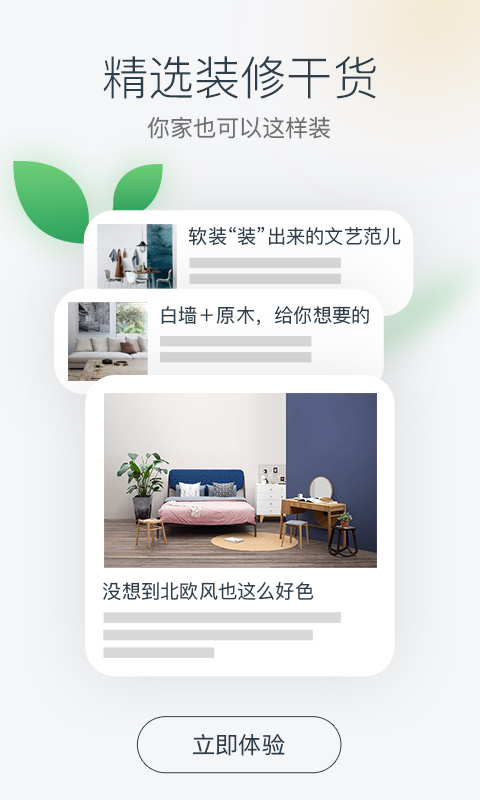 精选装修干货
你家也可以这样装
软装“装”出来的文艺范儿
白墙＋原木，给你想要的
没想到北欧风也这么好色
立即体验